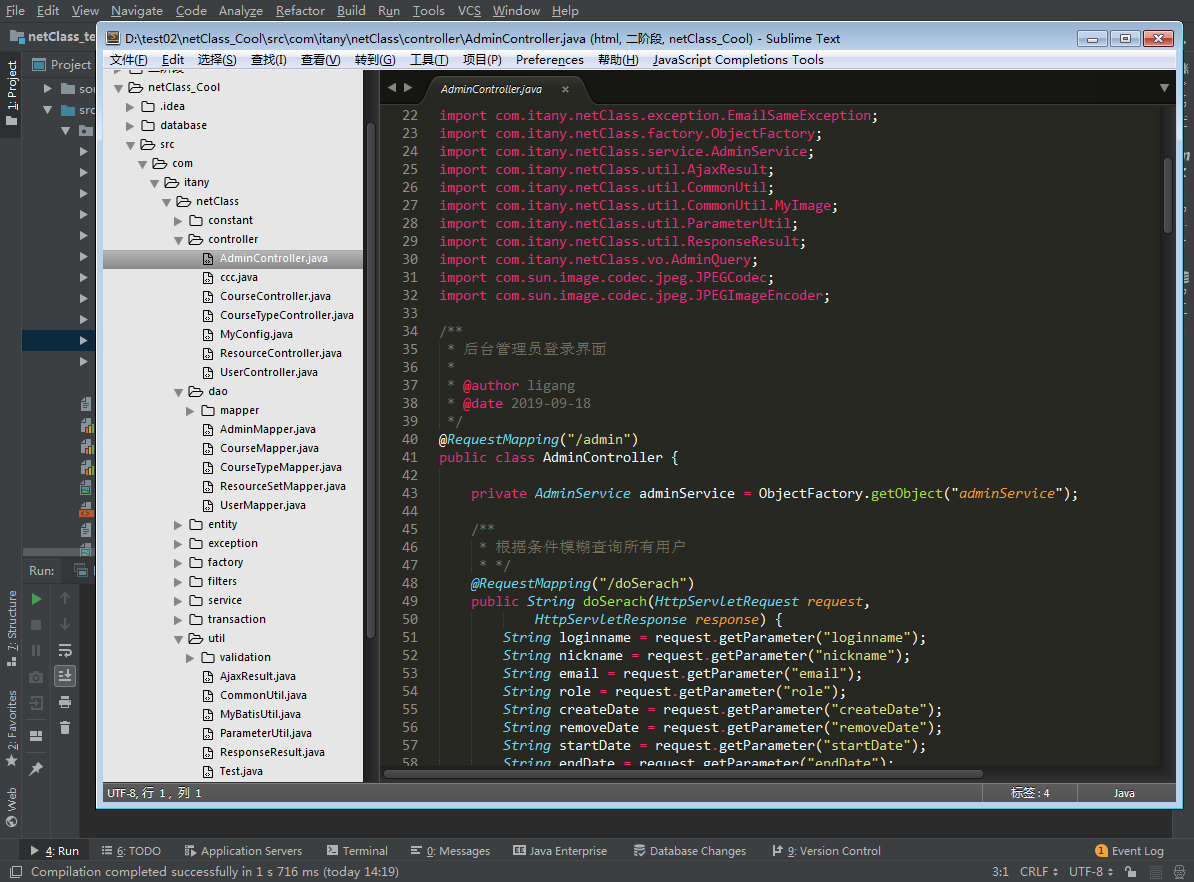 File Edit View Navigate Code Analyze Refactor Build Run Tools VCS Window Help
netClass_te
D:\test02\netClass_Cool\src\com\itany\netClass\controller\AdminController.java (html, 二阶段, netClass_Cool) - Sublime Text
文件(F) Edit 选择(S) 查找(I) 查看(V) 转到(G) 工具(T) 项目(P) Preferences 帮助(H) JavaScript Completions Tools
1: Project
Project
sou
src
二阶段
netClass_Cool
.idea
database
src
com
itany
netClass
constant
controller
AdminController.java
ccc.java
CourseController.java
CourseTypeController.java
MyConfig.java
ResourceController.java
UserController.java
dao
mapper
AdminMapper.java
CourseMapper.java
CourseTypeMapper.java
ResourceSetMapper.java
UserMapper.java
entity
exception
factory
filters
service
transaction
util
validation
AjaxResult.java
CommonUtil.java
MyBatisUtil.java
ParameterUtil.java
ResponseResult.java
Test.java
AdminController.java ×
22 import com.itany.netClass.exception.EmailSameException;
23 import com.itany.netClass.factory.ObjectFactory;
24 import com.itany.netClass.service.AdminService;
25 import com.itany.netClass.util.AjaxResult;
26 import com.itany.netClass.util.CommonUtil;
27 import com.itany.netClass.util.CommonUtil.MyImage;
28 import com.itany.netClass.util.ParameterUtil;
29 import com.itany.netClass.util.ResponseResult;
30 import com.itany.netClass.vo.AdminQuery;
31 import com.sun.image.codec.jpeg.JPEGCodec;
32 import com.sun.image.codec.jpeg.JPEGImageEncoder;
33
34 /**
35 * 后台管理员登录界面
36 *
37 * @author ligang
38 * @date 2019-09-18
39 */
40 @RequestMapping("/admin")
41 public class AdminController {
42
43 private AdminService adminService = ObjectFactory.getObject("adminService");
44
45 /**
46 * 根据条件模糊查询所有用户
47 * */
48 @RequestMapping("/doSerach")
49 public String doSerach(HttpServletRequest request,
50 HttpServletResponse response) {
51 String loginname = request.getParameter("loginname");
52 String nickname = request.getParameter("nickname");
53 String email = request.getParameter("email");
54 String role = request.getParameter("role");
55 String createDate = request.getParameter("createDate");
56 String removeDate = request.getParameter("removeDate");
57 String startDate = request.getParameter("startDate");
58 String endDate = request.getParameter("endDate");
UTF-8, 行 1 , 列 1 标签 : 4 Java
Run:
7: Structure
2: Favorites
Web
4: Run 6: TODO Application Servers Terminal 0: Messages Java Enterprise Database Changes 9: Version Control 1 Event Log
Compilation completed successfully in 1 s 716 ms (today 14:19) 3:1 CRLF UTF-8